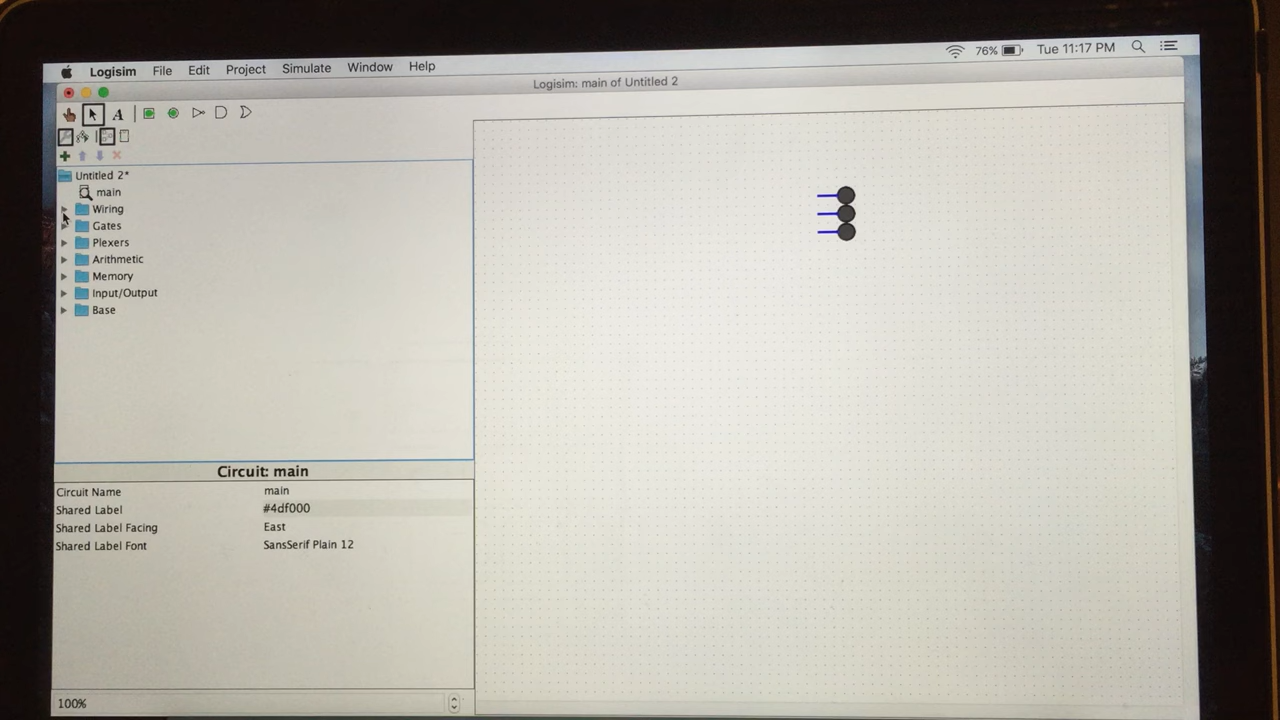 Logisim File Edit Project Simulate Window Help 76% Tue 11:17 PM
Logisim: main of Untitled 2
A
Untitled 2*
main
Wiring
Gates
Plexers
Arithmetic
Memory
Input/Output
Base
Circuit: main
Circuit Name main
Shared Label #4df000
Shared Label Facing East
Shared Label Font SansSerif Plain 12
100%